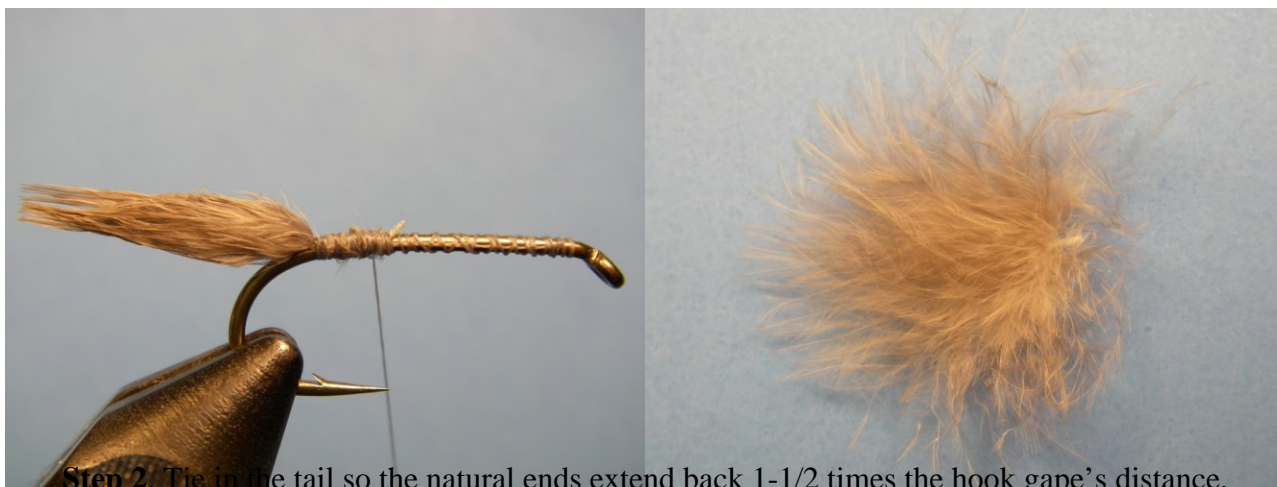 Step 2. Tie in the tail so the natural ends extend back 1-1/2 times the hook gape’s distance.